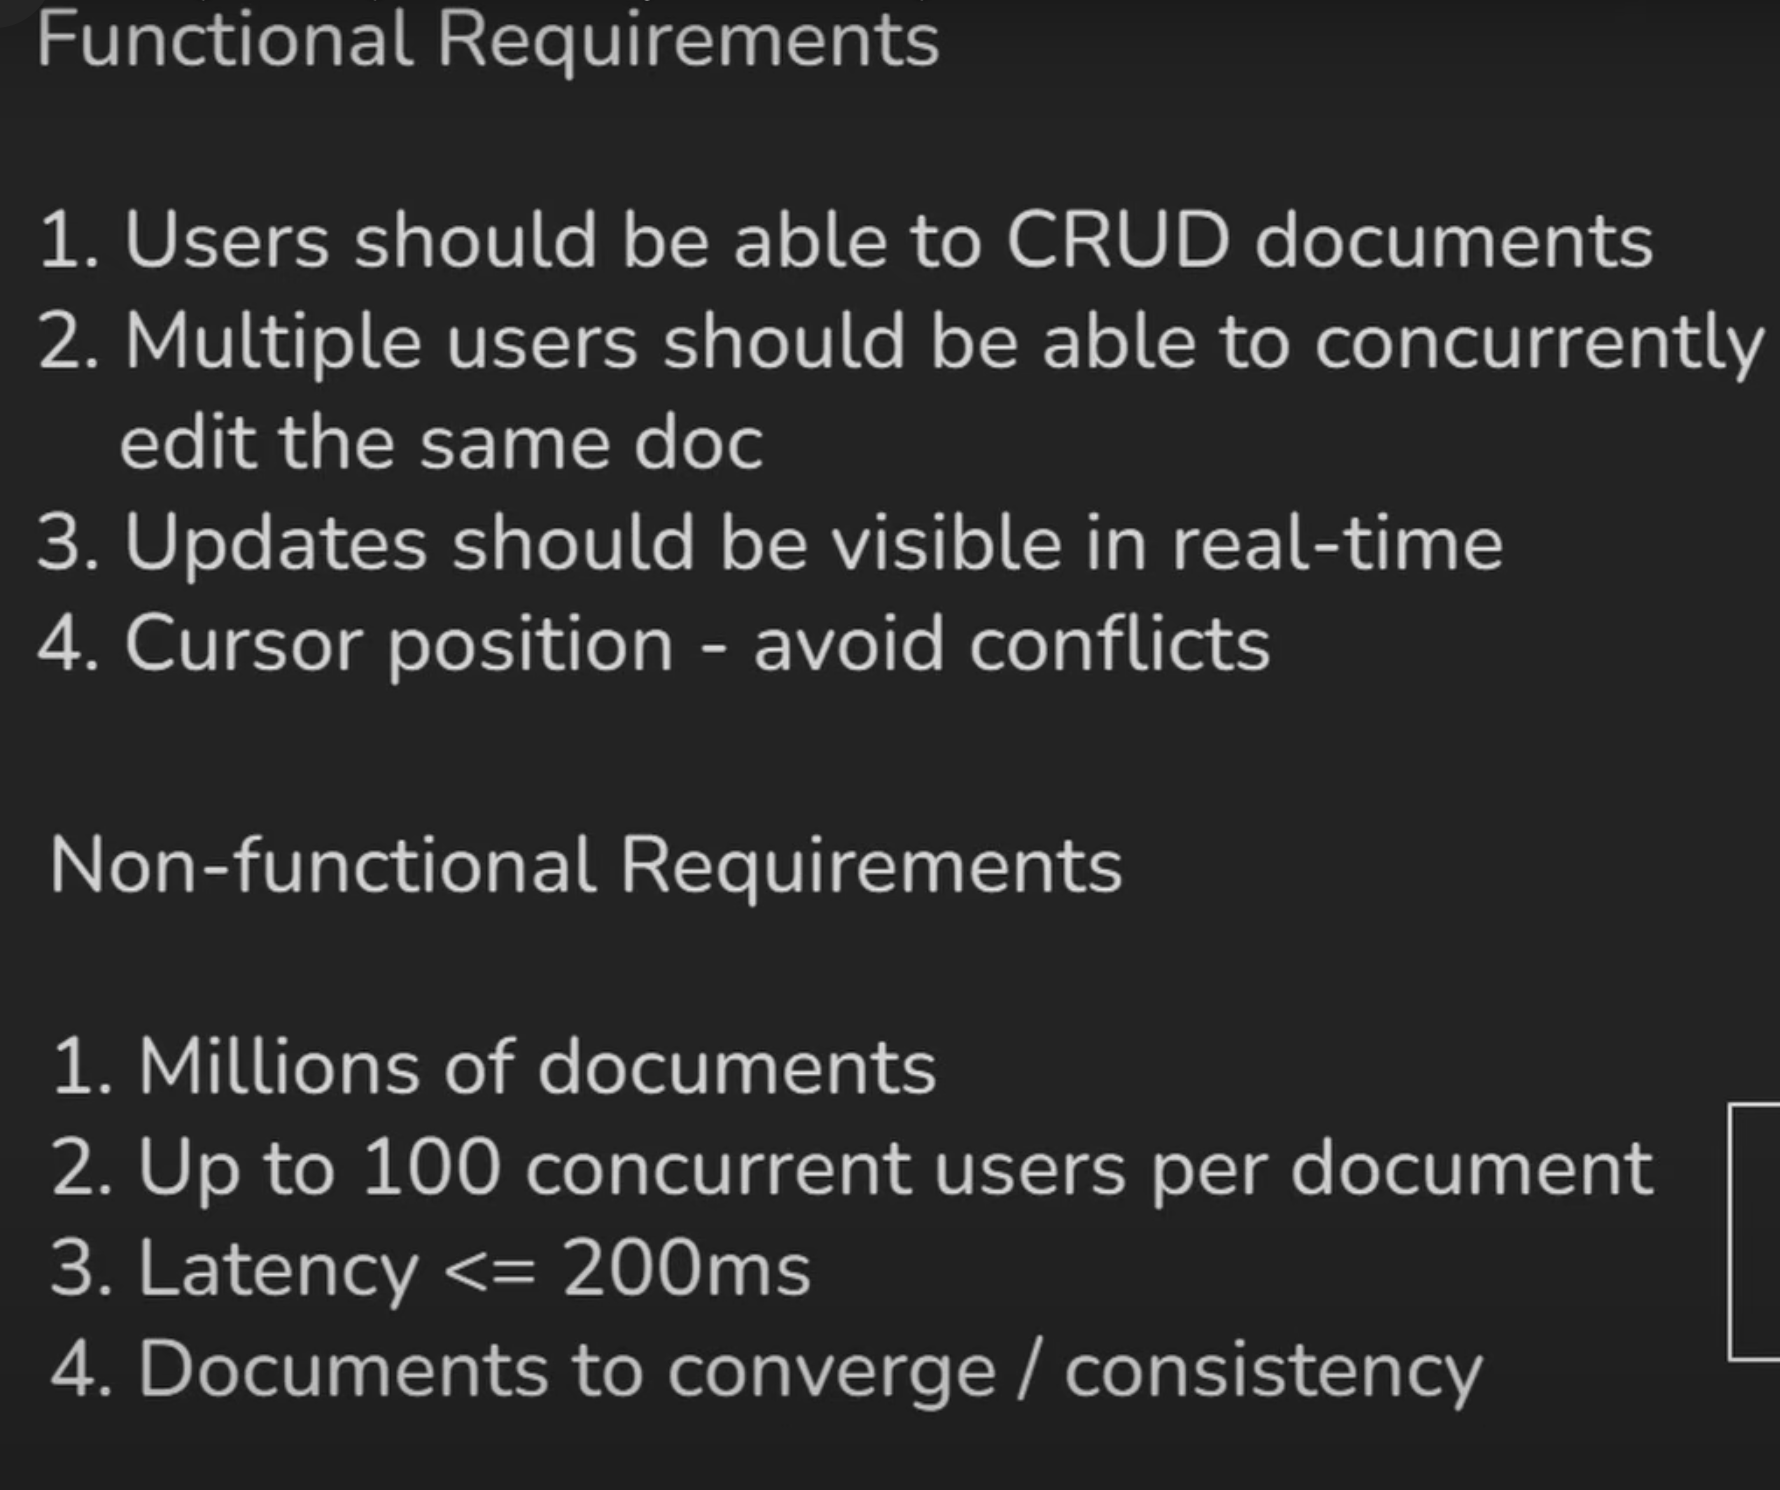 Functional Requirements
1. Users should be able to CRUD documents
2. Multiple users should be able to concurrently
edit the same doc
3. Updates should be visible in real-time
4. Cursor position - avoid conflicts
Non-functional Requirements
1. Millions of documents
2. Up to 100 concurrent users per document
3. Latency <= 200ms
4. Documents to converge / consistency